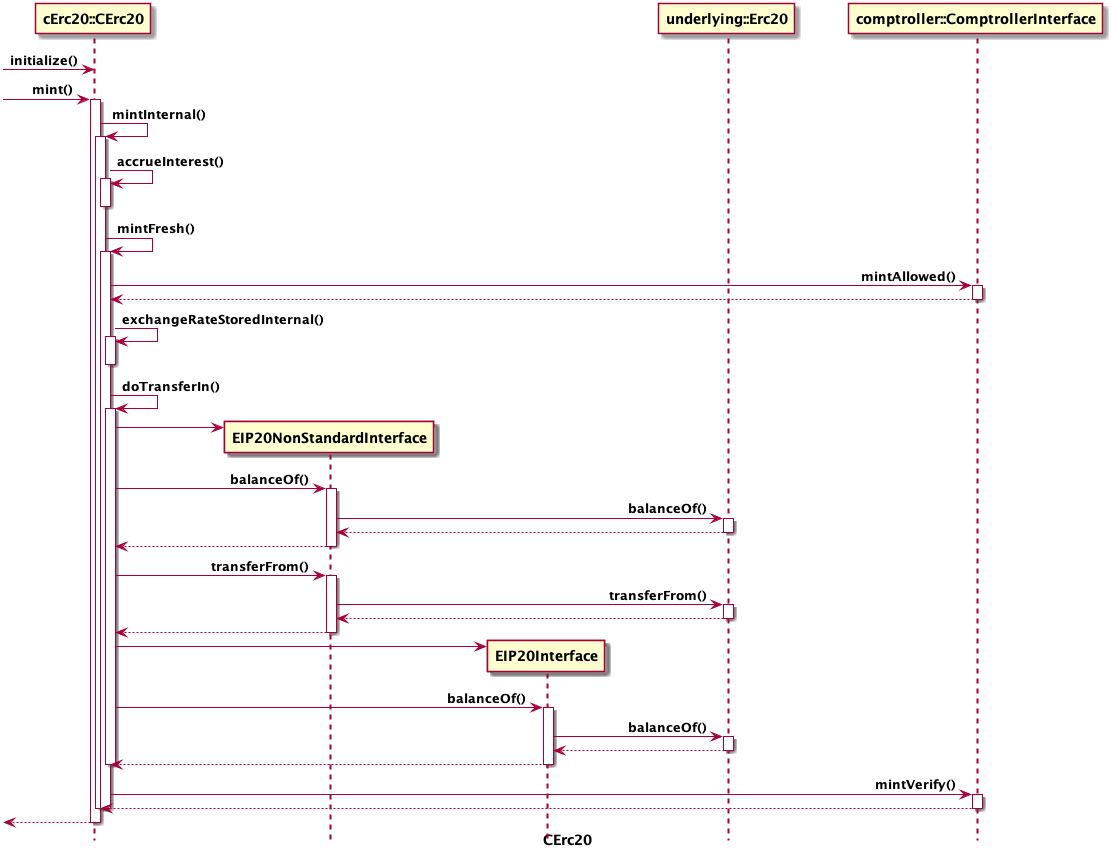 cErc20::CErc20
underlying::Erc20
comptroller::ComptrollerInterface
initialize()
mint()
mintInternal()
accrueInterest()
mintFresh()
mintAllowed()
exchangeRateStoredInternal()
doTransferIn()
EIP20NonStandardInterface
balanceOf()
balanceOf()
transferFrom()
transferFrom()
EIP20Interface
balanceOf()
balanceOf()
mintVerify()
CErc20